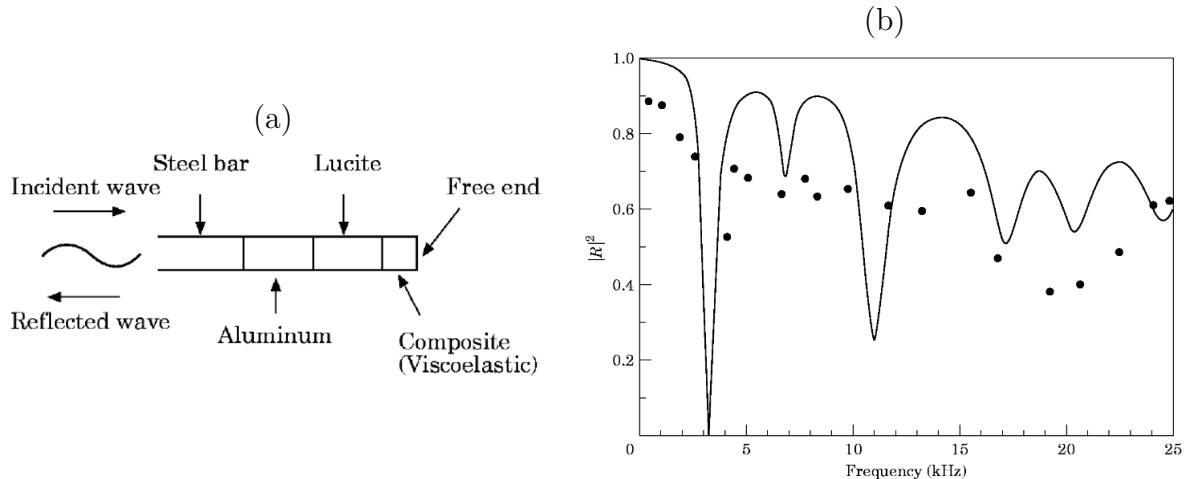 (a)
Steel bar
Lucite
Incident wave
Free end
Reflected wave
Aluminum
Composite
(Viscoelastic)
(b)
|R|²
1.0
0.8
0.6
0.4
0.2
0
5
10
15
20
25
Frequency (kHz)